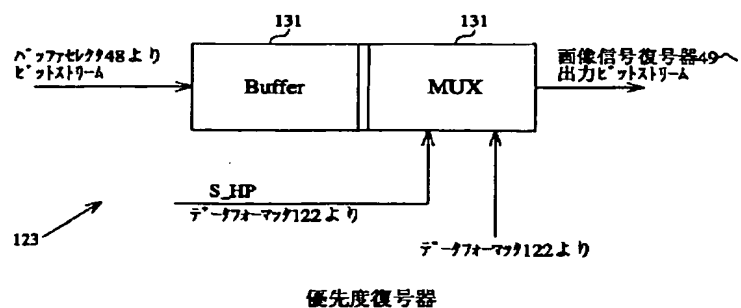 131
131
バッファセレクタ48より
ビットストリーム
Buffer
MUX
画像信号復号器49へ
出力ビットストリーム
S_HP
データフォーマッタ122より
123
データフォーマッタ122より
優先度復号器